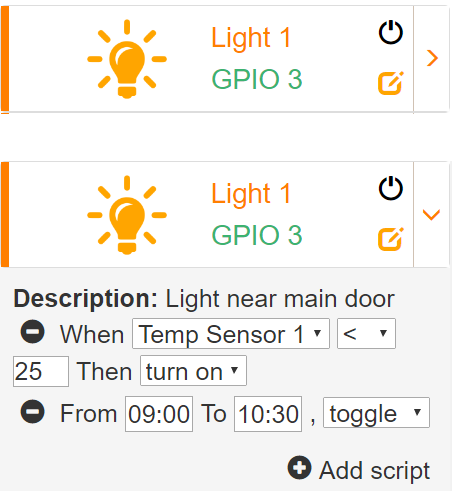 Light 1
GPIO 3
Light 1
GPIO 3
Description: Light near main door
When Temp Sensor 1 <
25 Then turn on
From 09:00 To 10:30 , toggle
Add script